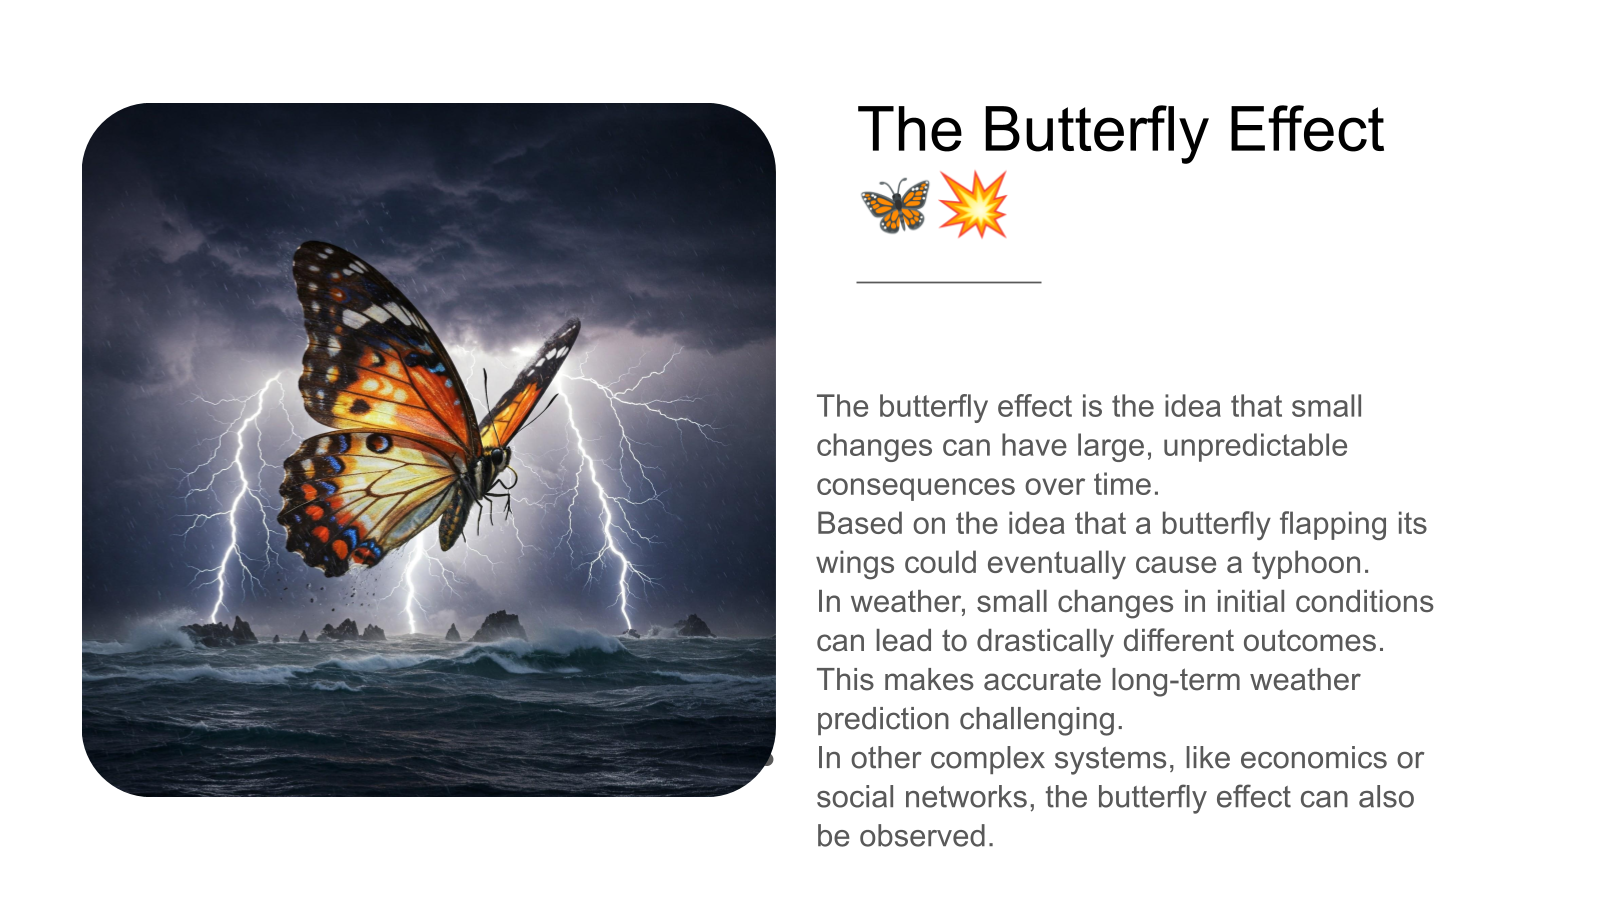 The Butterfly Effect
🦋💥
The butterfly effect is the idea that small
changes can have large, unpredictable
consequences over time.
Based on the idea that a butterfly flapping its
wings could eventually cause a typhoon.
In weather, small changes in initial conditions
can lead to drastically different outcomes.
This makes accurate long-term weather
prediction challenging.
In other complex systems, like economics or
social networks, the butterfly effect can also
be observed.